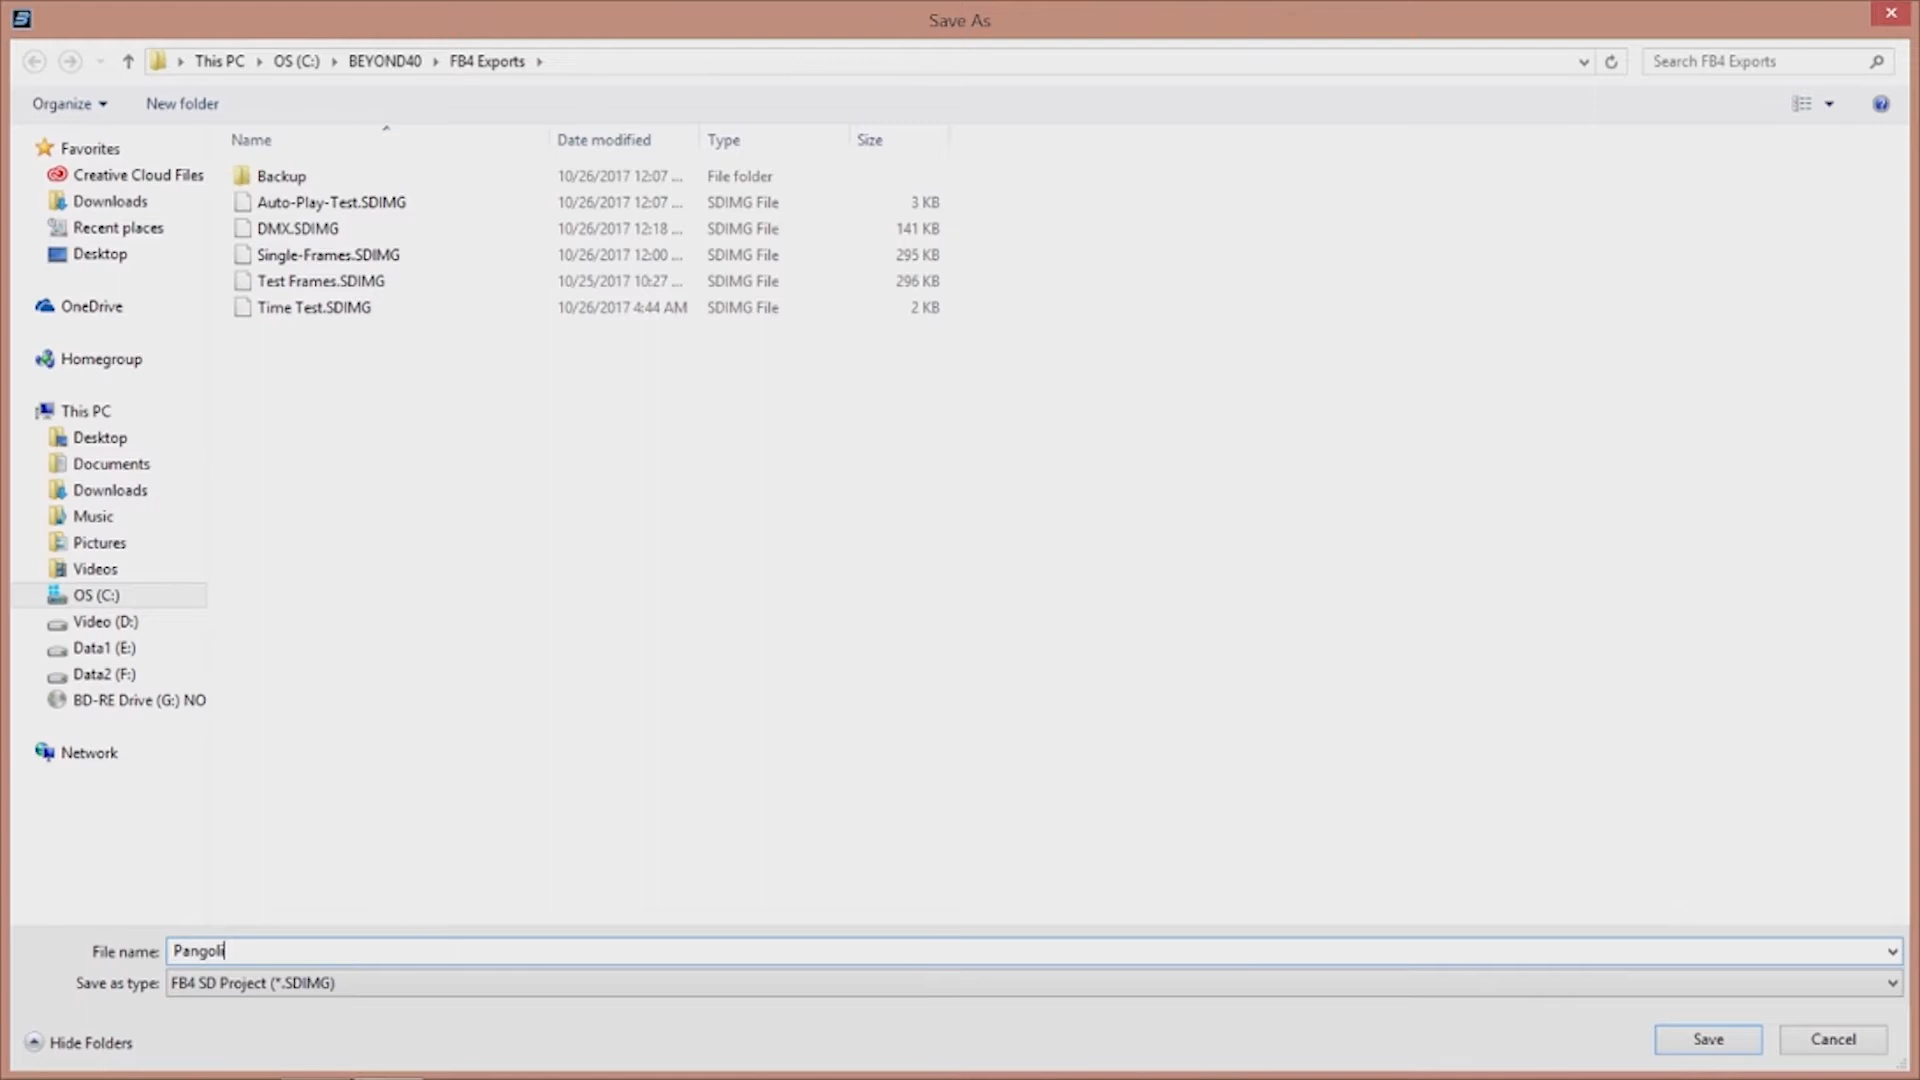 Save As
This PC OS (C:) BEYOND40 FB4 Exports
Search FB4 Exports
Organize New folder
Name Date modified Type Size
Favorites
Creative Cloud Files
Downloads
Recent places
Desktop
OneDrive
Homegroup
This PC
Desktop
Documents
Downloads
Music
Pictures
Videos
OS (C:)
Video (D:)
Data1 (E:)
Data2 (F:)
BD-RE Drive (G:) NO
Network
Backup 10/26/2017 12:07 ... File folder
Auto-Play-Test.SDIMG 10/26/2017 12:07 ... SDIMG File 3 KB
DMX.SDIMG 10/26/2017 12:18 ... SDIMG File 141 KB
Single-Frames.SDIMG 10/26/2017 12:00 ... SDIMG File 295 KB
Test Frames.SDIMG 10/25/2017 10:27 ... SDIMG File 296 KB
Time Test.SDIMG 10/26/2017 4:44 AM SDIMG File 2 KB
File name: Pangoli
Save as type: FB4 SD Project (*.SDIMG)
Hide Folders
Save Cancel